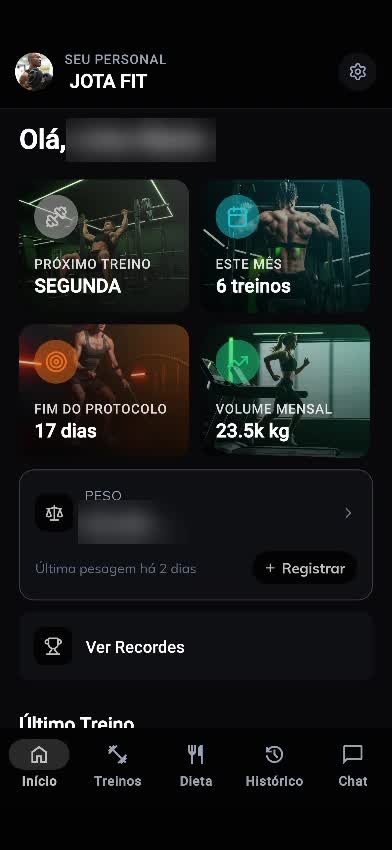 SEU PERSONAL
JOTA FIT
Olá,
PRÓXIMO TREINO
SEGUNDA
ESTE MÊS
6 treinos
FIM DO PROTOCOLO
17 dias
VOLUME MENSAL
23.5k kg
PESO
Última pesagem há 2 dias
+ Registrar
Ver Recordes
Último Treino
Início
Treinos
Dieta
Histórico
Chat